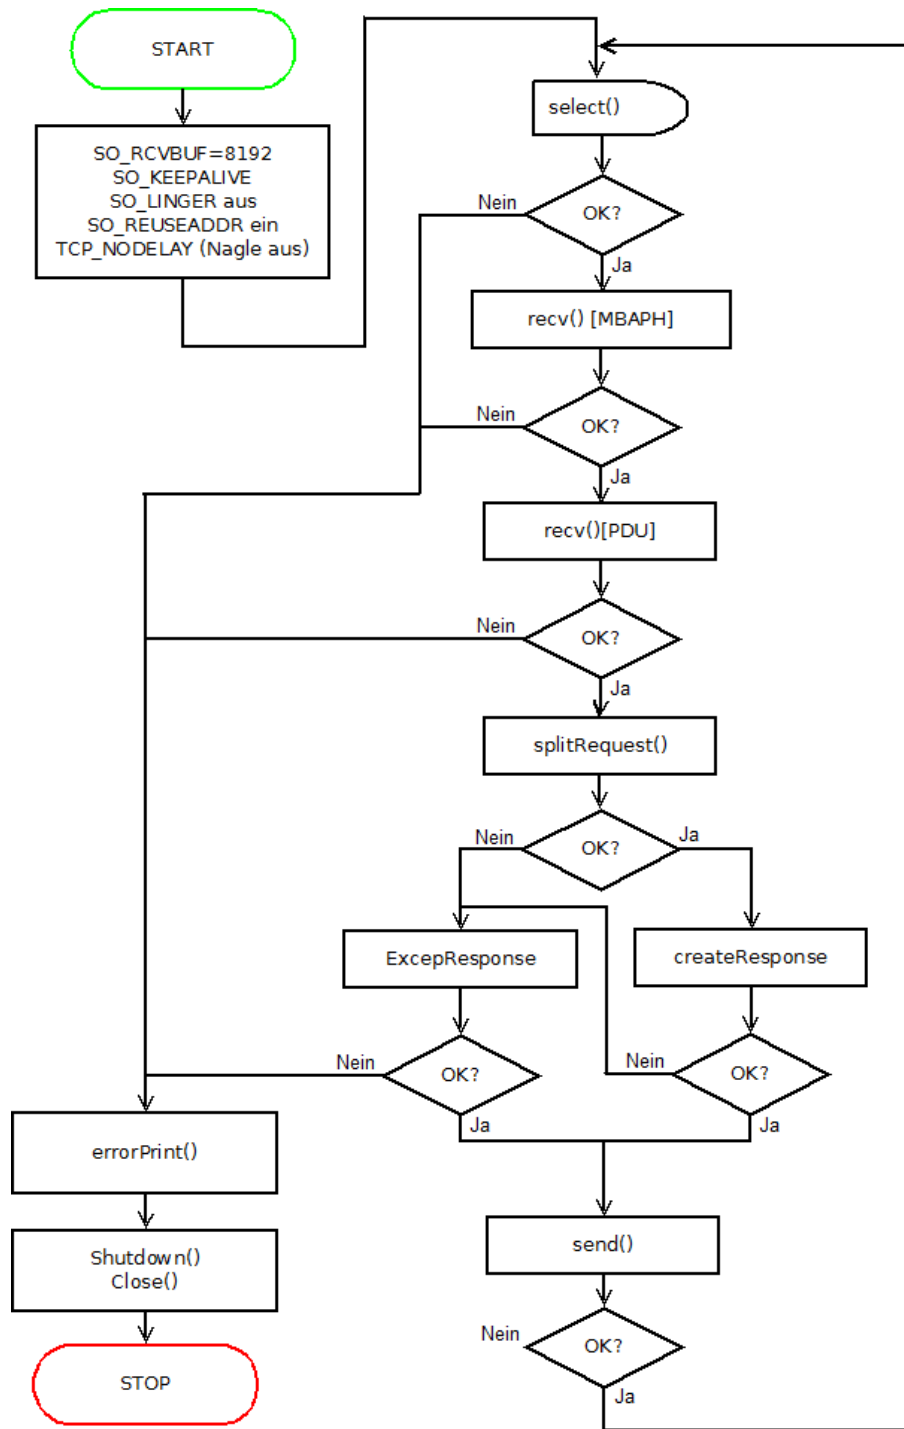 START
SO_RCVBUF=8192
SO_KEEPALIVE
SO_LINGER aus
SO_REUSEADDR ein
TCP_NODELAY (Nagle aus)
select()
Nein
OK?
Ja
recv() [MBAPH]
Nein
OK?
Ja
recv()[PDU]
Nein
OK?
Ja
splitRequest()
Nein
OK?
Ja
ExcepResponse
createResponse
Nein
OK?
Ja
Nein
OK?
Ja
errorPrint()
Shutdown()
Close()
STOP
send()
Nein
OK?
Ja